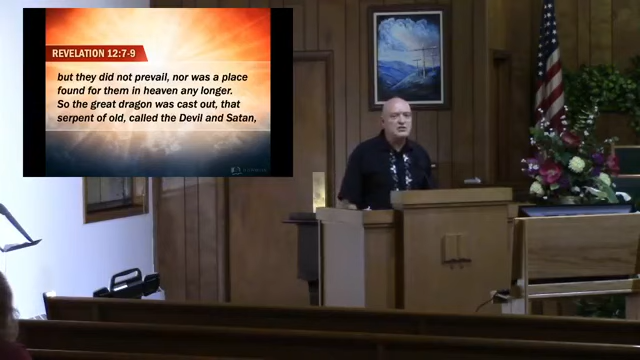 REVELATION 12:7-9
but they did not prevail, nor was a place
found for them in heaven any longer.
So the great dragon was cast out, that
serpent of old, called the Devil and Satan,